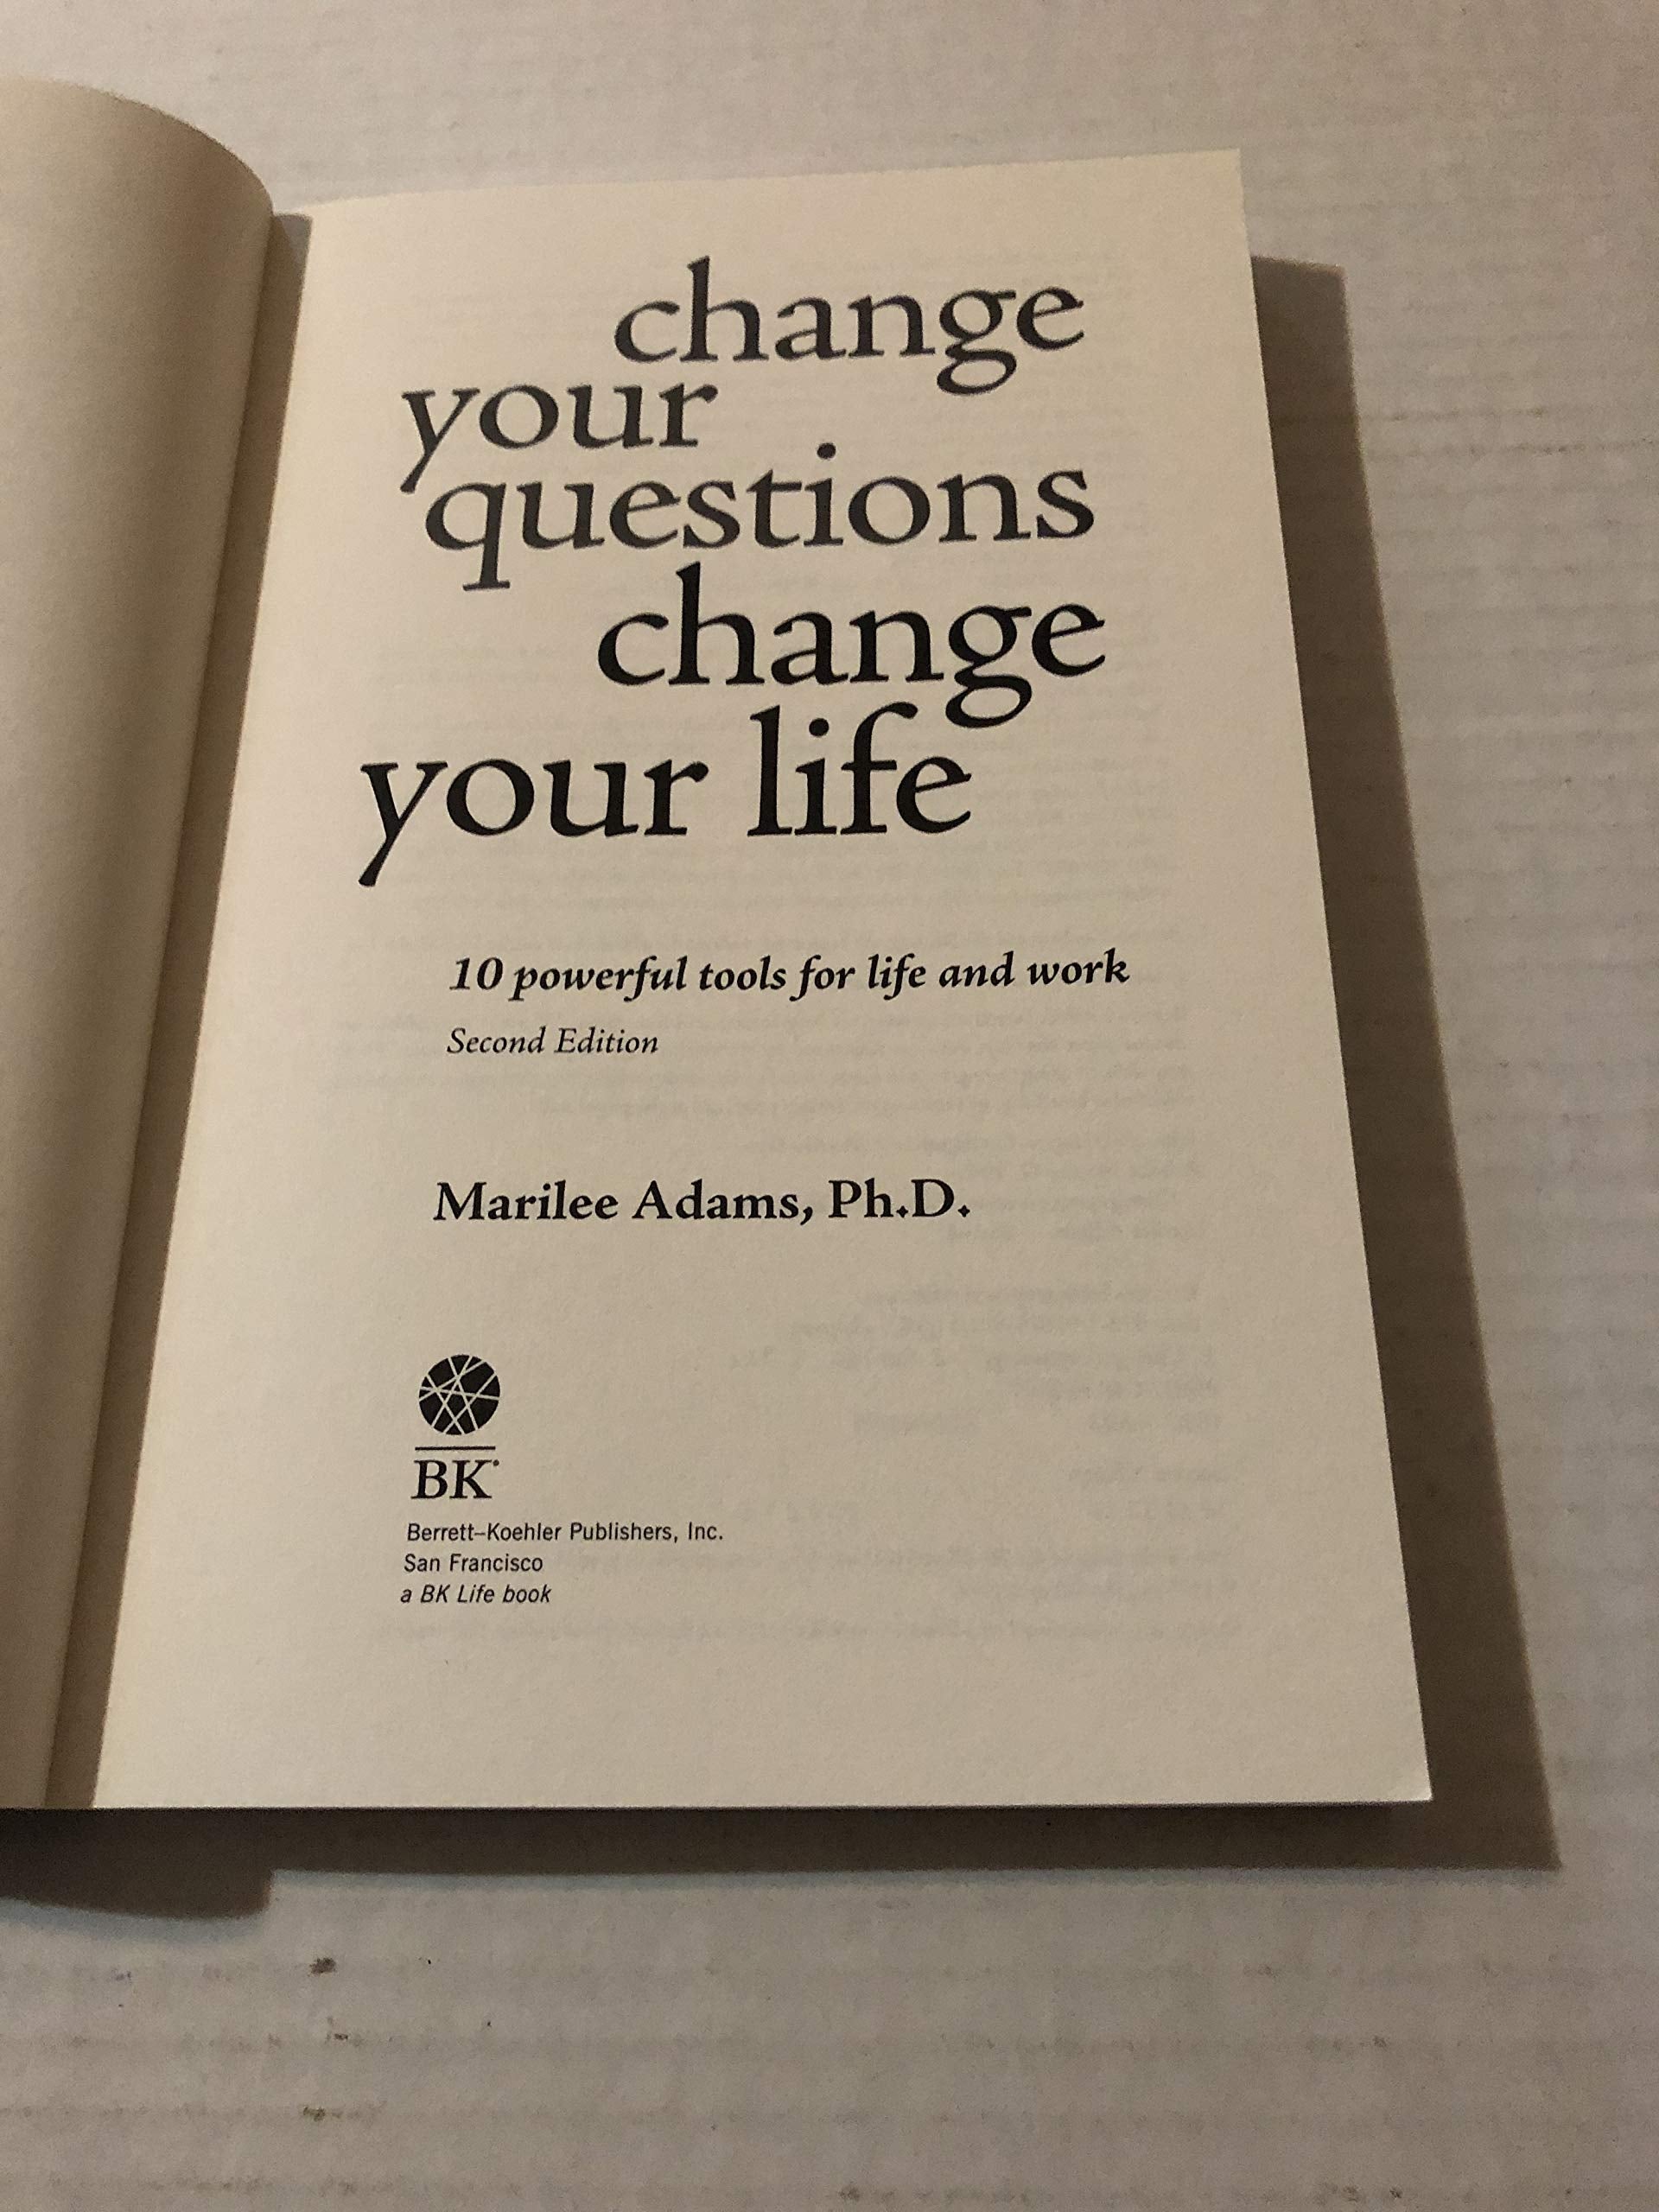 change
your
questions
change
your life
10 powerful tools for life and work
Second Edition
Marilee Adams, Ph.D.
BK
Berrett–Koehler Publishers, Inc.
San Francisco
a BK Life book